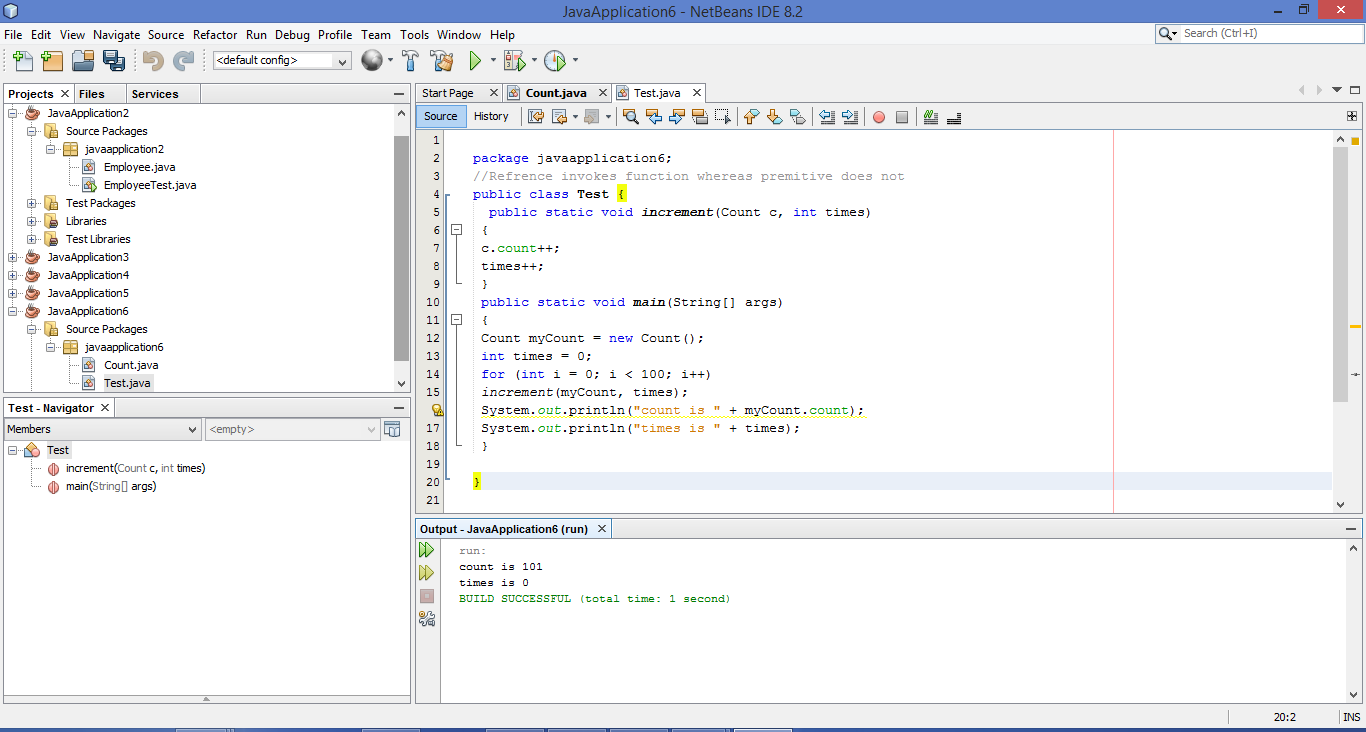 JavaApplication6 - NetBeans IDE 8.2
File Edit View Navigate Source Refactor Run Debug Profile Team Tools Window Help
Search (Ctrl+I)
<default config>
Projects Files Services
JavaApplication2
Source Packages
javaapplication2
Employee.java
EmployeeTest.java
Test Packages
Libraries
Test Libraries
JavaApplication3
JavaApplication4
JavaApplication5
JavaApplication6
Source Packages
javaapplication6
Count.java
Test.java
Test - Navigator
Members
<empty>
Test
increment(Count c, int times)
main(String[] args)
Start Page Count.java Test.java
Source History
1
2 package javaapplication6;
3 //Refrence invokes function whereas premitive does not
4 public class Test {
5 public static void increment(Count c, int times)
6 {
7 c.count++;
8 times++;
9 }
10 public static void main(String[] args)
11 {
12 Count myCount = new Count();
13 int times = 0;
14 for (int i = 0; i < 100; i++)
15 increment(myCount, times);
System.out.println("count is " + myCount.count);
17 System.out.println("times is " + times);
18 }
19
20 }
21
Output - JavaApplication6 (run)
run:
count is 101
times is 0
BUILD SUCCESSFUL (total time: 1 second)
20:2 INS